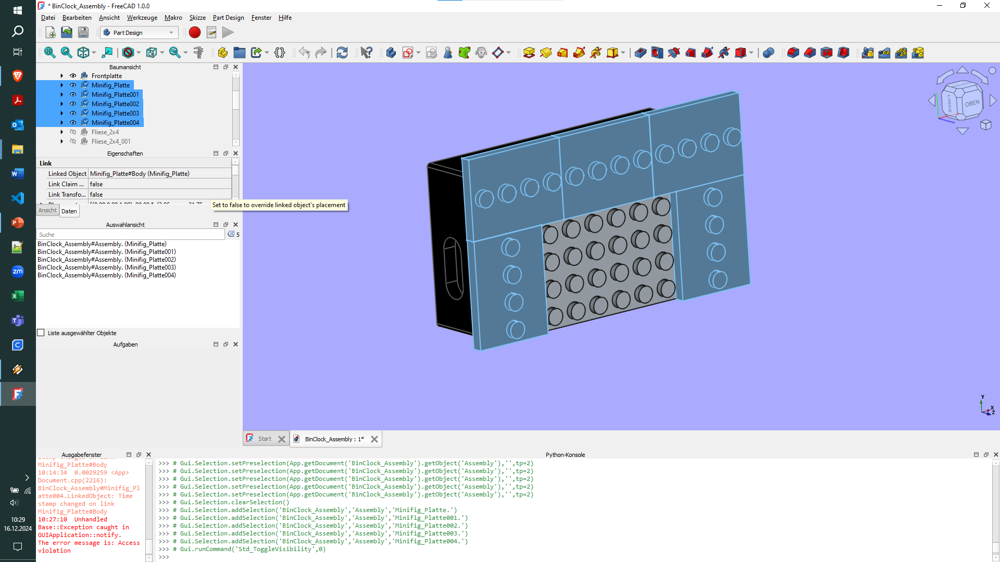 * BinClock_Assembly - FreeCAD 1.0.0
Datei Bearbeiten Ansicht Werkzeuge Makro Skizze Part Design Fenster Hilfe
Part Design
Baumansicht
Frontplatte
Minifig_Platte
Minifig_Platte001
Minifig_Platte002
Minifig_Platte003
Minifig_Platte004
Fliese_2x4
Fliese_2x4_001
Eigenschaften
Link
Linked Object Minifig_Platte#Body (Minifig_Platte)
Link Claim ... false
Link Transfo... false
Set to false to override linked object's placement
Ansicht Daten
Auswahlansicht
Suche 5
BinClock_Assembly#Assembly. (Minifig_Platte)
BinClock_Assembly#Assembly. (Minifig_Platte001)
BinClock_Assembly#Assembly. (Minifig_Platte002)
BinClock_Assembly#Assembly. (Minifig_Platte003)
BinClock_Assembly#Assembly. (Minifig_Platte004)
Liste ausgewählter Objekte
Aufgaben
LINKS OBEN
Y
X
Z
Start BinClock_Assembly : 1*
Ausgabefenster
Minifig_Platte#Body
10:14:34 0.0029259 <App>
Document.cpp(2216):
BinClock_Assembly#Minifig_Pl
atte004.LinkedObject: Time
stamp changed on link
Minifig_Platte#Body
10:27:10 Unhandled
Base::Exception caught in
GUIApplication::notify.
The error message is: Access
violation
Python-Konsole
>>> # Gui.Selection.setPreselection(App.getDocument('BinClock_Assembly').getObject('Assembly'),'',tp=2)
>>> # Gui.Selection.setPreselection(App.getDocument('BinClock_Assembly').getObject('Assembly'),'',tp=2)
>>> # Gui.Selection.setPreselection(App.getDocument('BinClock_Assembly').getObject('Assembly'),'',tp=2)
>>> # Gui.Selection.setPreselection(App.getDocument('BinClock_Assembly').getObject('Assembly'),'',tp=2)
>>> # Gui.Selection.setPreselection(App.getDocument('BinClock_Assembly').getObject('Assembly'),'',tp=2)
>>> # Gui.Selection.clearSelection()
>>> # Gui.Selection.addSelection('BinClock_Assembly','Assembly','Minifig_Platte.')
>>> # Gui.Selection.addSelection('BinClock_Assembly','Assembly','Minifig_Platte001.')
>>> # Gui.Selection.addSelection('BinClock_Assembly','Assembly','Minifig_Platte002.')
>>> # Gui.Selection.addSelection('BinClock_Assembly','Assembly','Minifig_Platte003.')
>>> # Gui.Selection.addSelection('BinClock_Assembly','Assembly','Minifig_Platte004.')
>>> # Gui.runCommand('Std_ToggleVisibility',0)
>>>
zm
10:29
16.12.2024